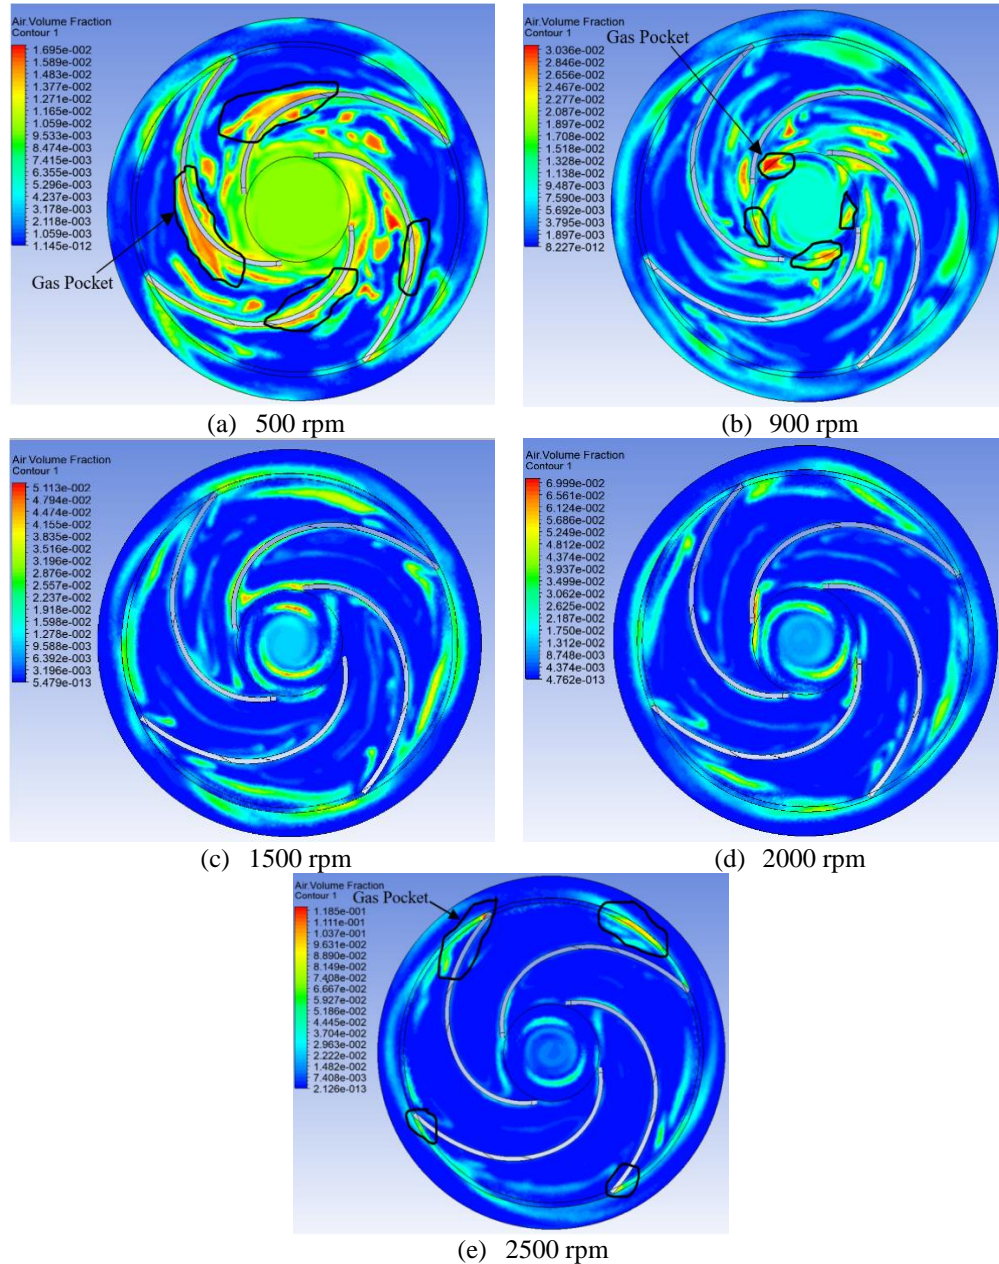 Air.Volume Fraction
Contour 1
1.695e-002
1.589e-002
1.483e-002
1.377e-002
1.271e-002
1.165e-002
1.059e-002
9.533e-003
8.474e-003
7.415e-003
6.355e-003
5.296e-003
4.237e-003
3.178e-003
2.118e-003
1.059e-003
1.145e-012
Gas Pocket
(a) 500 rpm
Air.Volume Fraction
Contour 1
Gas Pocket
3.036e-002
2.846e-002
2.656e-002
2.467e-002
2.277e-002
2.087e-002
1.897e-002
1.708e-002
1.518e-002
1.328e-002
1.138e-002
9.487e-003
7.590e-003
5.692e-003
3.795e-003
1.897e-003
8.227e-012
(b) 900 rpm
Air.Volume Fraction
Contour 1
5.113e-002
4.794e-002
4.474e-002
4.155e-002
3.835e-002
3.516e-002
3.196e-002
2.876e-002
2.557e-002
2.237e-002
1.918e-002
1.598e-002
1.278e-002
9.588e-003
6.392e-003
3.196e-003
5.479e-013
(c) 1500 rpm
Air.Volume Fraction
Contour 1
6.999e-002
6.561e-002
6.124e-002
5.686e-002
5.249e-002
4.812e-002
4.374e-002
3.937e-002
3.499e-002
3.062e-002
2.625e-002
2.187e-002
1.750e-002
1.312e-002
8.748e-003
4.374e-003
4.762e-013
(d) 2000 rpm
Air.Volume Fraction
Contour 1
Gas Pocket
1.185e-001
1.111e-001
1.037e-001
9.631e-002
8.890e-002
8.149e-002
7.408e-002
6.667e-002
5.927e-002
5.186e-002
4.445e-002
3.704e-002
2.963e-002
2.222e-002
1.482e-002
7.408e-003
2.126e-013
(e) 2500 rpm